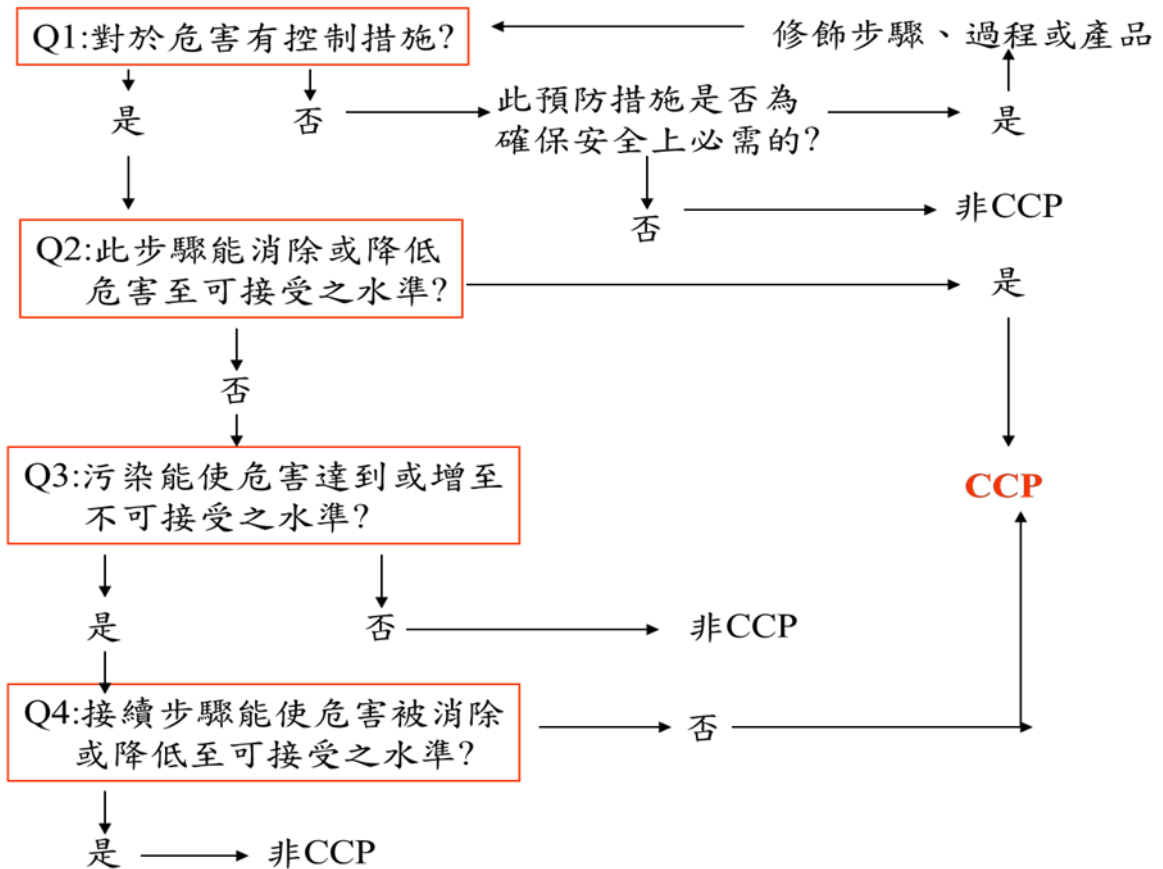 Q1:對於危害有控制措施?
修飾步驟、過程或產品
是
否
此預防措施是否為
確保安全上必需的?
是
否
非CCP
Q2:此步驟能消除或降低
危害至可接受之水準?
是
否
Q3:污染能使危害達到或增至
不可接受之水準?
CCP
是
否
非CCP
Q4:接續步驟能使危害被消除
或降低至可接受之水準?
否
是
非CCP